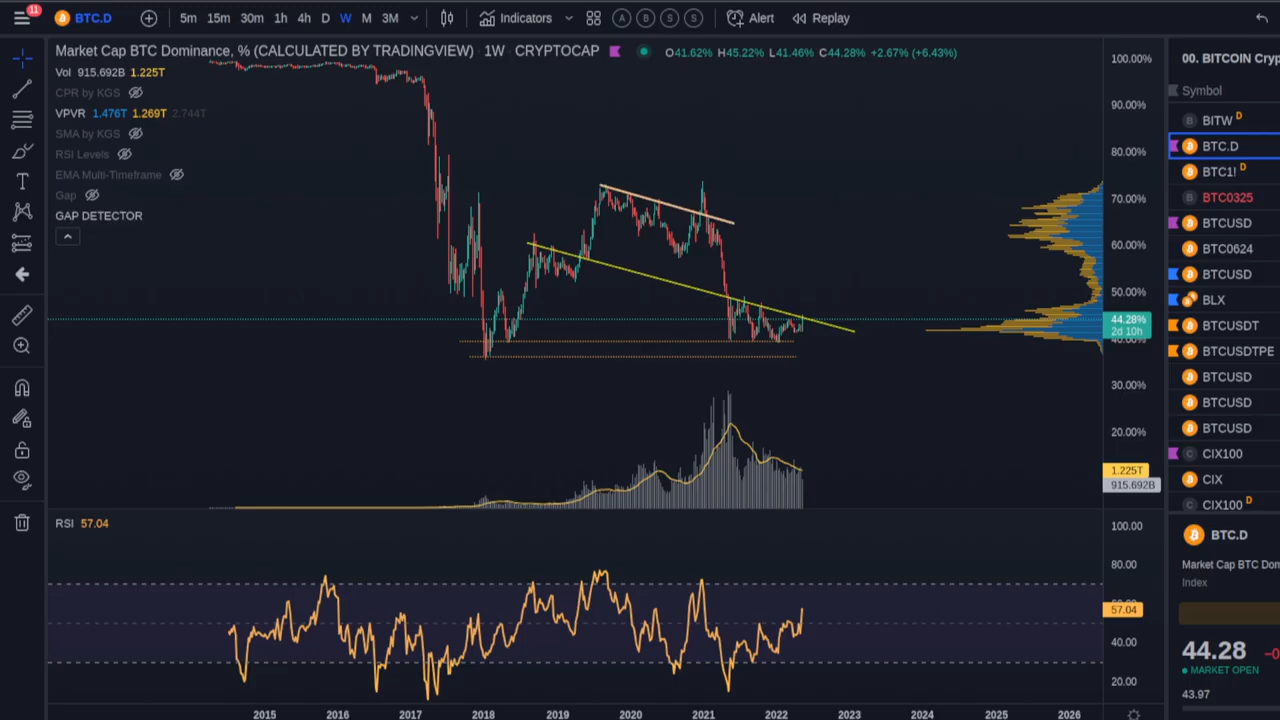 11
BTC.D
5m 15m 30m 1h 4h D W M 3M
Indicators
A B S S
Alert
Replay
Market Cap BTC Dominance, % (CALCULATED BY TRADINGVIEW) 1W CRYPTOCAP
O41.62% H45.22% L41.46% C44.28% +2.67% (+6.43%)
Vol 915.692B 1.225T
CPR by KGS
VPVR 1.476T 1.269T 2.744T
SMA by KGS
RSI Levels
EMA Multi-Timeframe
Gap
GAP DETECTOR
100.00%
90.00%
80.00%
70.00%
60.00%
50.00%
44.28%
2d 10h
40.00%
30.00%
20.00%
1.225T
915.692B
RSI 57.04
100.00
80.00
57.04
40.00
20.00
2015 2016 2017 2018 2019 2020 2021 2022 2023 2024 2025 2026
00. BITCOIN Cryp
Symbol
B BITW D
BTC.D
BTC1! D
B BTC0325
BTCUSD
BTC0624
BTCUSD
BLX
BTCUSDT
BTCUSDTPE
BTCUSD
BTCUSD
BTCUSD
C CIX100
CIX
C CIX100 D
BTC.D
Market Cap BTC Don
Index
44.28 −0
MARKET OPEN
43.97